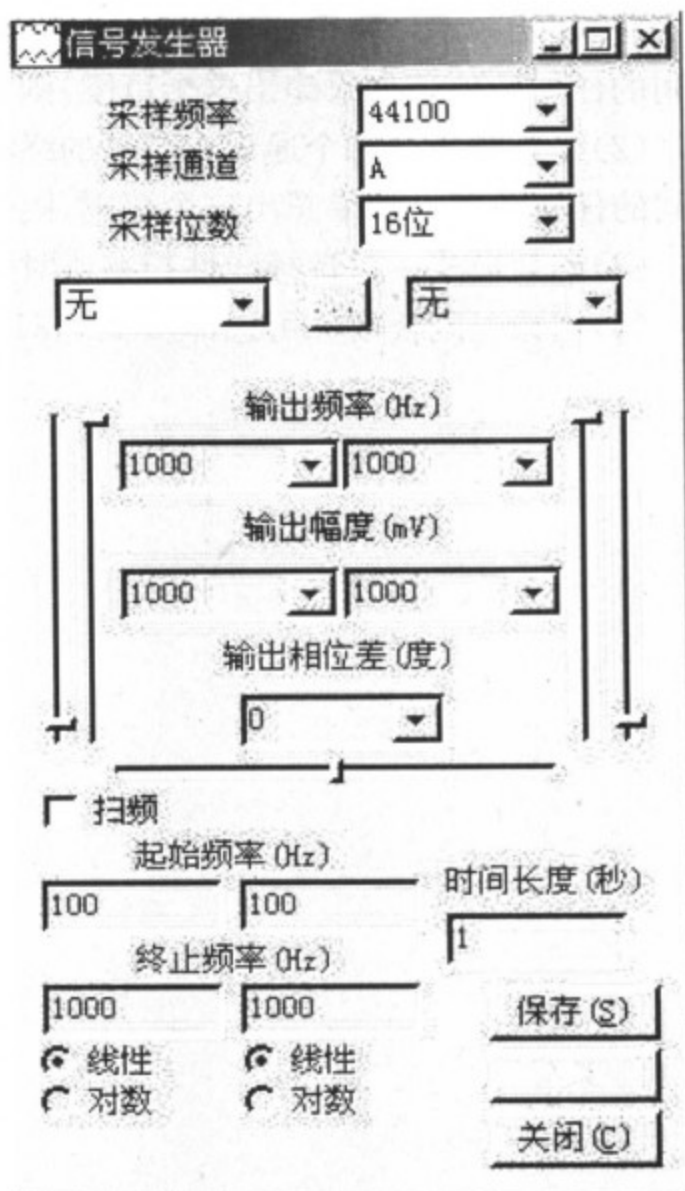 信号发生器
采样频率 44100
采样通道 A
采样位数 16位
无 ... 无
输出频率(Hz)
1000 1000
输出幅度(mV)
1000 1000
输出相位差(度)
0
扫频
起始频率(Hz)
100 100
时间长度(秒)
1
终止频率(Hz)
1000 1000
保存(S)
线性 线性
对数 对数
关闭(C)